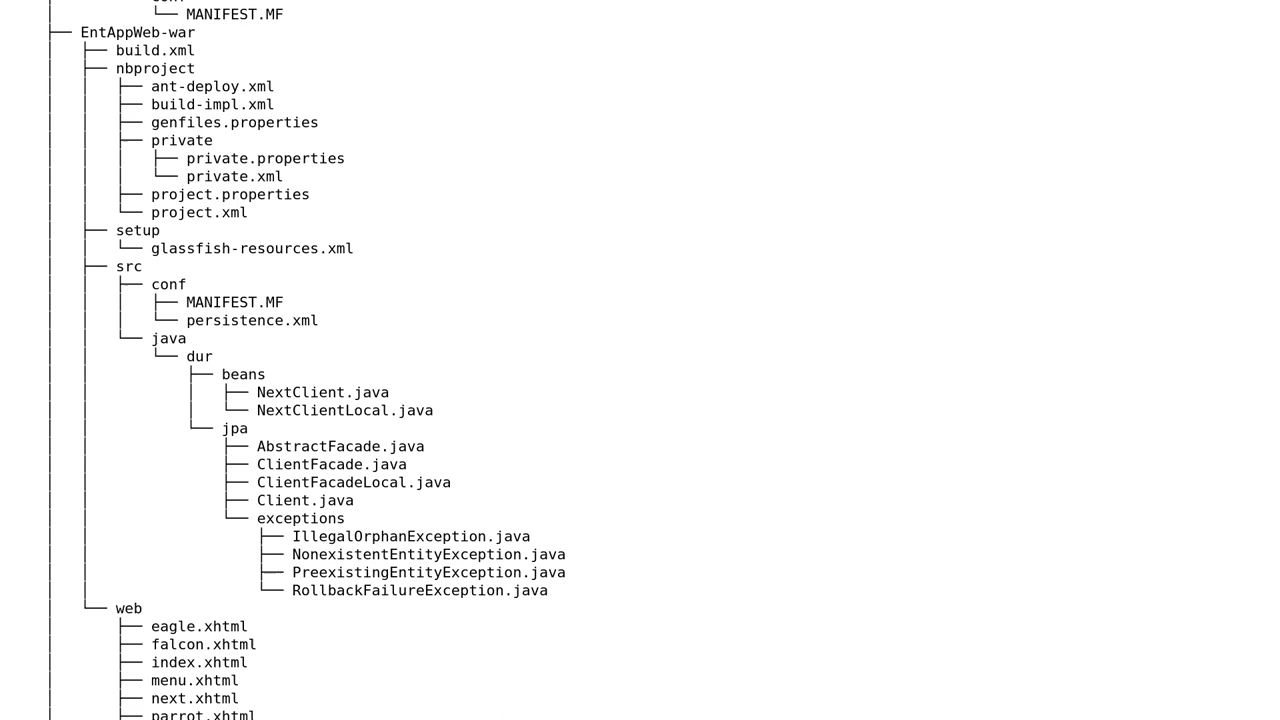 └── MANIFEST.MF
├── EntAppWeb-war
│   ├── build.xml
│   ├── nbproject
│   │   ├── ant-deploy.xml
│   │   ├── build-impl.xml
│   │   ├── genfiles.properties
│   │   ├── private
│   │   │   ├── private.properties
│   │   │   └── private.xml
│   │   ├── project.properties
│   │   └── project.xml
│   ├── setup
│   │   └── glassfish-resources.xml
│   ├── src
│   │   ├── conf
│   │   │   ├── MANIFEST.MF
│   │   │   └── persistence.xml
│   │   └── java
│   │       └── dur
│   │           ├── beans
│   │           │   ├── NextClient.java
│   │           │   └── NextClientLocal.java
│   │           └── jpa
│   │               ├── AbstractFacade.java
│   │               ├── ClientFacade.java
│   │               ├── ClientFacadeLocal.java
│   │               ├── Client.java
│   │               └── exceptions
│   │                   ├── IllegalOrphanException.java
│   │                   ├── NonexistentEntityException.java
│   │                   ├── PreexistingEntityException.java
│   │                   └── RollbackFailureException.java
│   └── web
│       ├── eagle.xhtml
│       ├── falcon.xhtml
│       ├── index.xhtml
│       ├── menu.xhtml
│       ├── next.xhtml
│       ├── parrot.xhtml